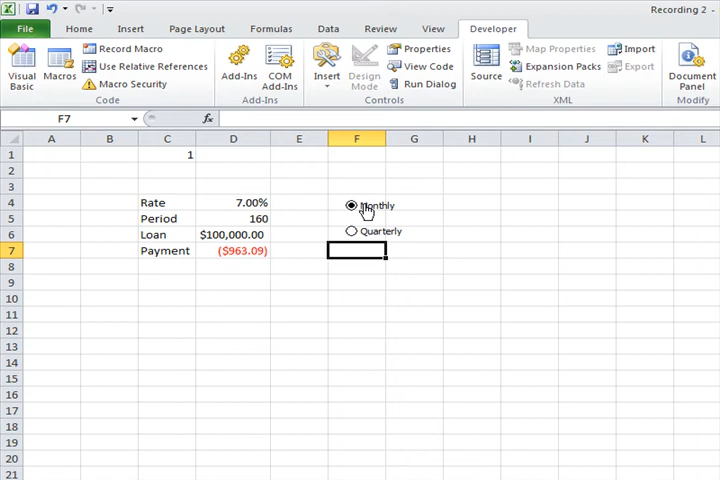 Recording 2 -
File Home Insert Page Layout Formulas Data Review View Developer
Visual Basic
Macros
Record Macro
Use Relative References
Macro Security
Code
Add-Ins
COM Add-Ins
Add-Ins
Insert
Design Mode
Properties
View Code
Run Dialog
Controls
Source
Map Properties
Expansion Packs
Refresh Data
Import
Export
XML
Document Panel
Modify
F7 fx
A B C D E F G H I J K L
1 1
2
3
4 Rate 7.00% Monthly
5 Period 160
6 Loan $100,000.00 Quarterly
7 Payment ($963.09)
8
9
10
11
12
13
14
15
16
17
18
19
20
21